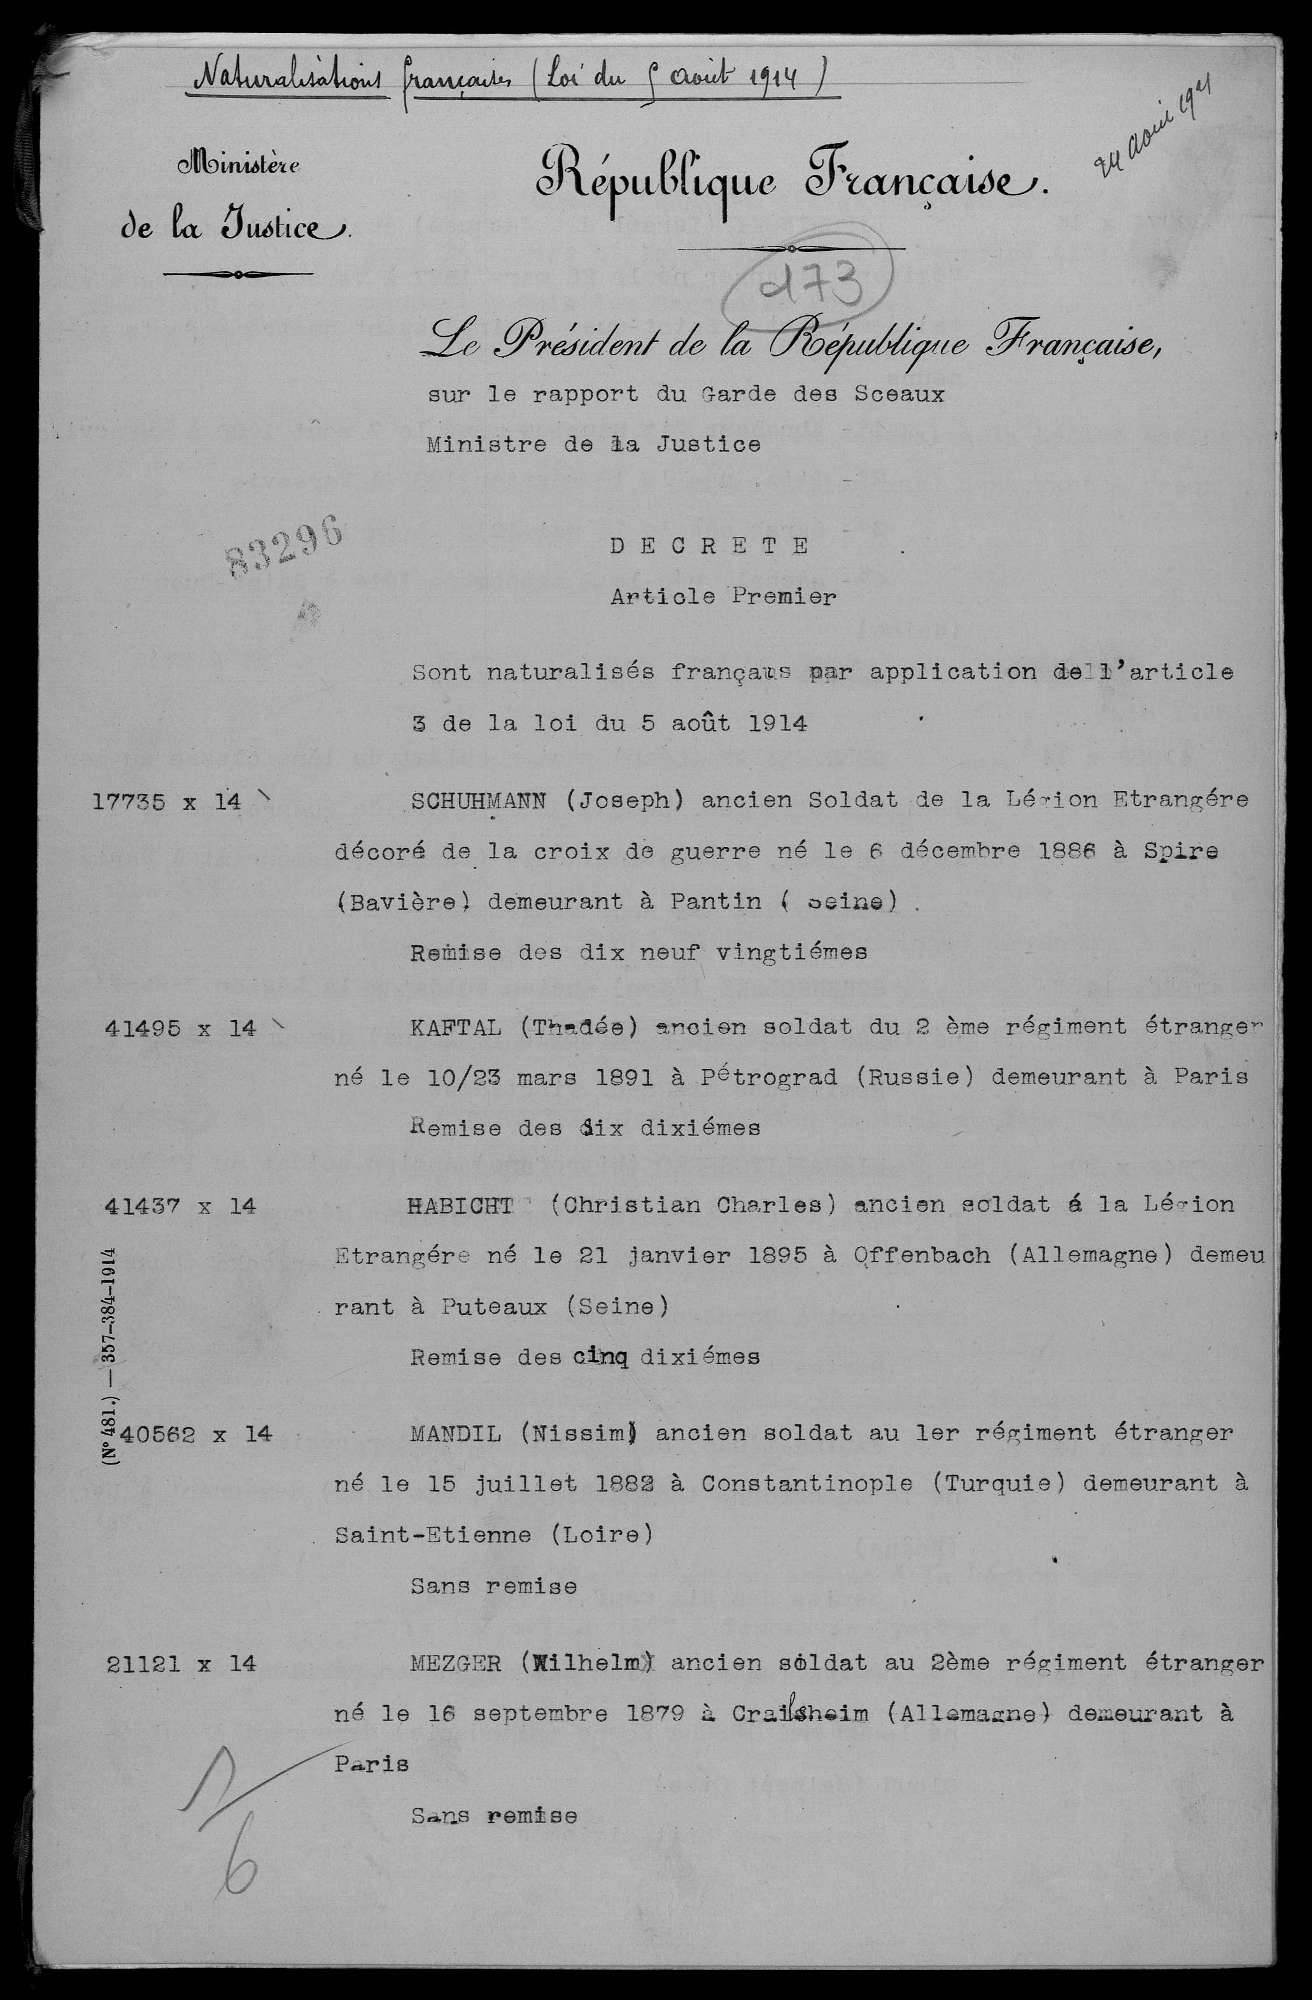 Naturalisations françaises (Loi du 5 août 1914)
24 août 1921
Ministère
de la Justice.
République Française.
173
Le Président de la République Française,
sur le rapport du Garde des Sceaux
Ministre de la Justice
83296
D E C R E T E
Article Premier
Sont naturalisés français par application de l'article
3 de la loi du 5 août 1914
17735 x 14 SCHUHMANN (Joseph) ancien Soldat de la Légion Etrangére
décoré de la croix de guerre né le 6 décembre 1886 à Spire
(Bavière) demeurant à Pantin ( Seine)
Remise des dix neuf vingtiémes
41495 x 14 KAFTAL (Thadée) ancien soldat du 2 ème régiment étranger
né le 10/23 mars 1891 à Pétrograd (Russie) demeurant à Paris
Remise des dix dixiémes
41437 x 14 HABICHT (Christian Charles) ancien soldat á la Légion
Etrangére né le 21 janvier 1895 à Offenbach (Allemagne) demeu
rant à Puteaux (Seine)
Remise des cinq dixiémes
(N° 481.) — 357-384-1914
40562 x 14 MANDIL (Nissim) ancien soldat au 1er régiment étranger
né le 15 juillet 1882 à Constantinople (Turquie) demeurant à
Saint-Etienne (Loire)
Sans remise
21121 x 14 MEZGER (Wilhelm) ancien soldat au 2ème régiment étranger
né le 16 septembre 1879 à Crailsheim (Allemagne) demeurant à
Paris
Sans remise
6